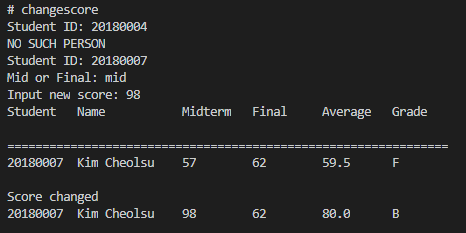 # changescore
Student ID: 20180004
NO SUCH PERSON
Student ID: 20180007
Mid or Final: mid
Input new score: 98
Student   Name           Midterm   Final     Average   Grade
===============================================================
20180007  Kim Cheolsu    57        62        59.5      F
Score changed
20180007  Kim Cheolsu    98        62        80.0      B